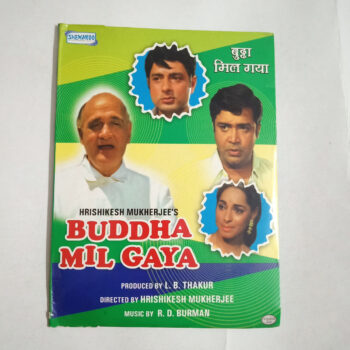 SHEMAROO
बुड्ढा
मिल गया
HRISHIKESH MUKHERJEE'S
BUDDHA
MIL GAYA
PRODUCED BY L. B. THAKUR
DIRECTED BY HRISHIKESH MUKHERJEE
MUSIC BY R. D. BURMAN